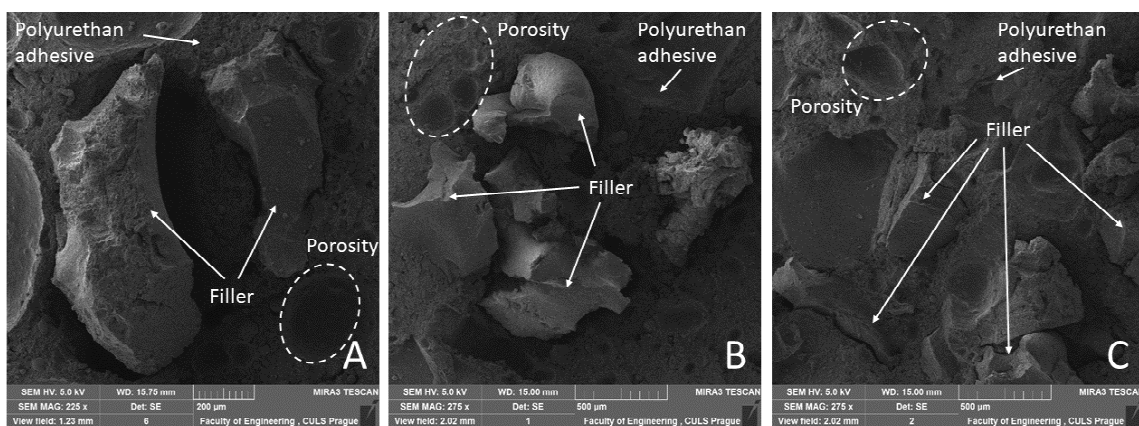 Polyurethan
adhesive
Filler
Porosity
A
SEM HV: 5.0 kV WD: 15.75 mm MIRA3 TESCAN
SEM MAG: 225 x Det: SE 200 µm
View field: 1.23 mm 6 Faculty of Engineering , CULS Prague
Porosity
Polyurethan
adhesive
Filler
B
SEM HV: 5.0 kV WD: 15.00 mm MIRA3 TESCAN
SEM MAG: 275 x Det: SE 500 µm
View field: 2.02 mm 1 Faculty of Engineering , CULS Prague
Polyurethan
adhesive
Porosity
Filler
C
SEM HV: 5.0 kV WD: 15.00 mm MIRA3 TESCAN
SEM MAG: 275 x Det: SE 500 µm
View field: 2.02 mm 2 Faculty of Engineering , CULS Prague